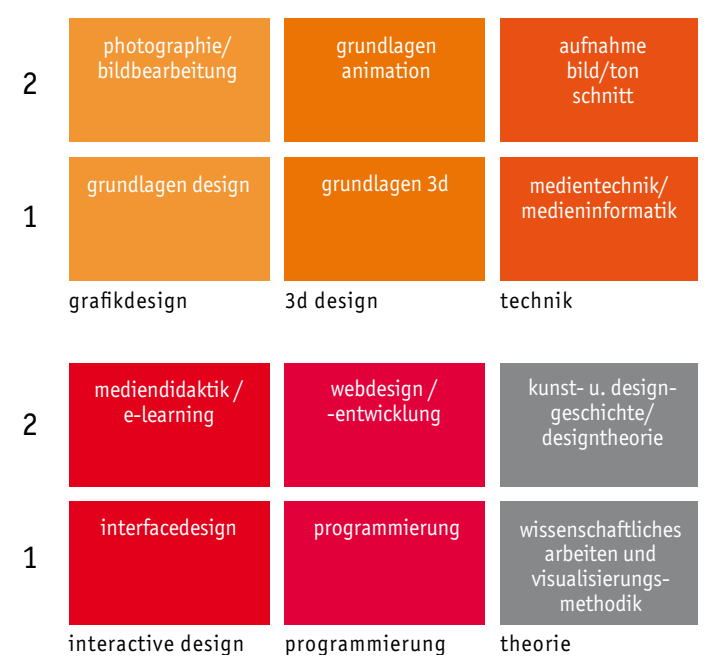 2
photographie/
bildbearbeitung
grundlagen
animation
aufnahme
bild/ton
schnitt
1
grundlagen design
grundlagen 3d
medientechnik/
medieninformatik
grafikdesign
3d design
technik
2
mediendidaktik /
e-learning
webdesign /
-entwicklung
kunst- u. design-
geschichte/
designtheorie
1
interfacedesign
programmierung
wissenschaftliches
arbeiten und
visualisierungs-
methodik
interactive design
programmierung
theorie